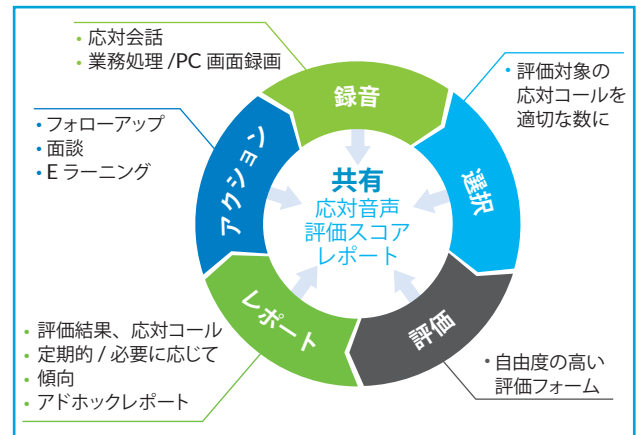 • 応対会話
• 業務処理 /PC 画面録画
録音
• 評価対象の
応対コールを
適切な数に
選択
• フォローアップ
• 面談
• E ラーニング
アクション
共有
応対音声
評価スコア
レポート
レポート
評価
• 評価結果、応対コール
• 定期的 / 必要に応じて
• 傾向
• アドホックレポート
• 自由度の高い
評価フォーム